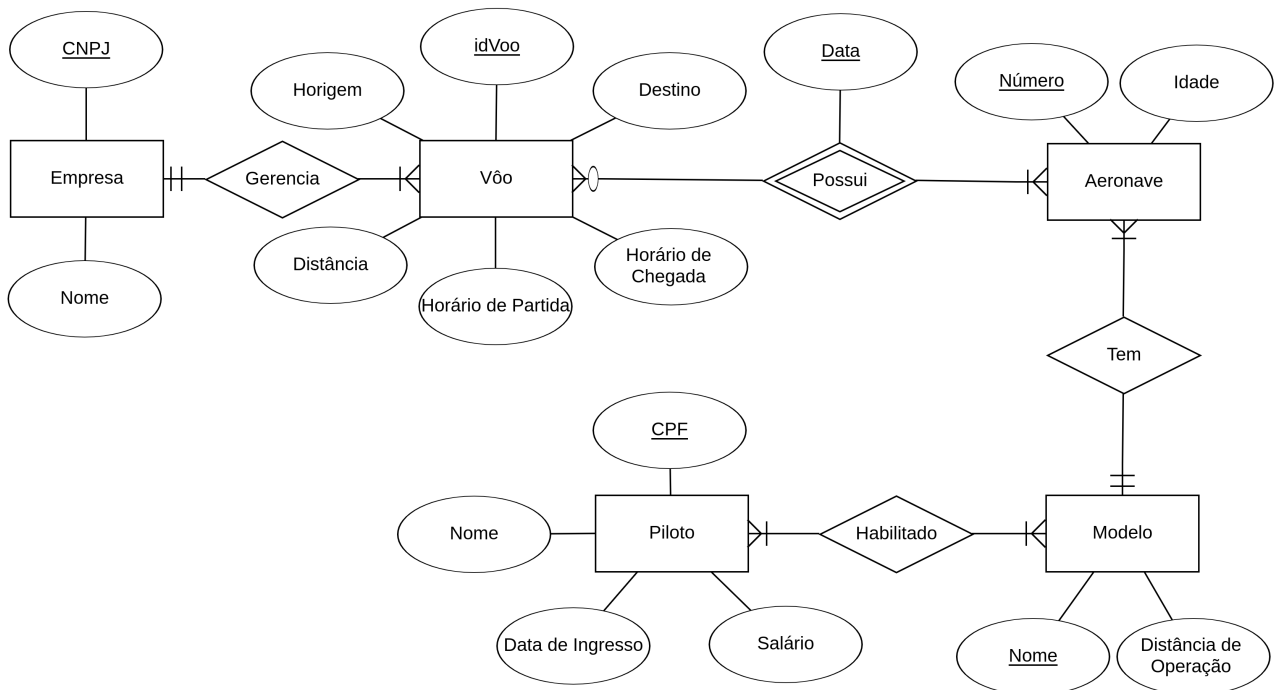 CNPJ
idVoo
Data
Horigem
Destino
Número
Idade
Empresa
Gerencia
Vôo
Possui
Aeronave
Nome
Distância
Horário de Partida
Horário de
Chegada
Tem
CPF
Nome
Piloto
Habilitado
Modelo
Data de Ingresso
Salário
Nome
Distância de
Operação